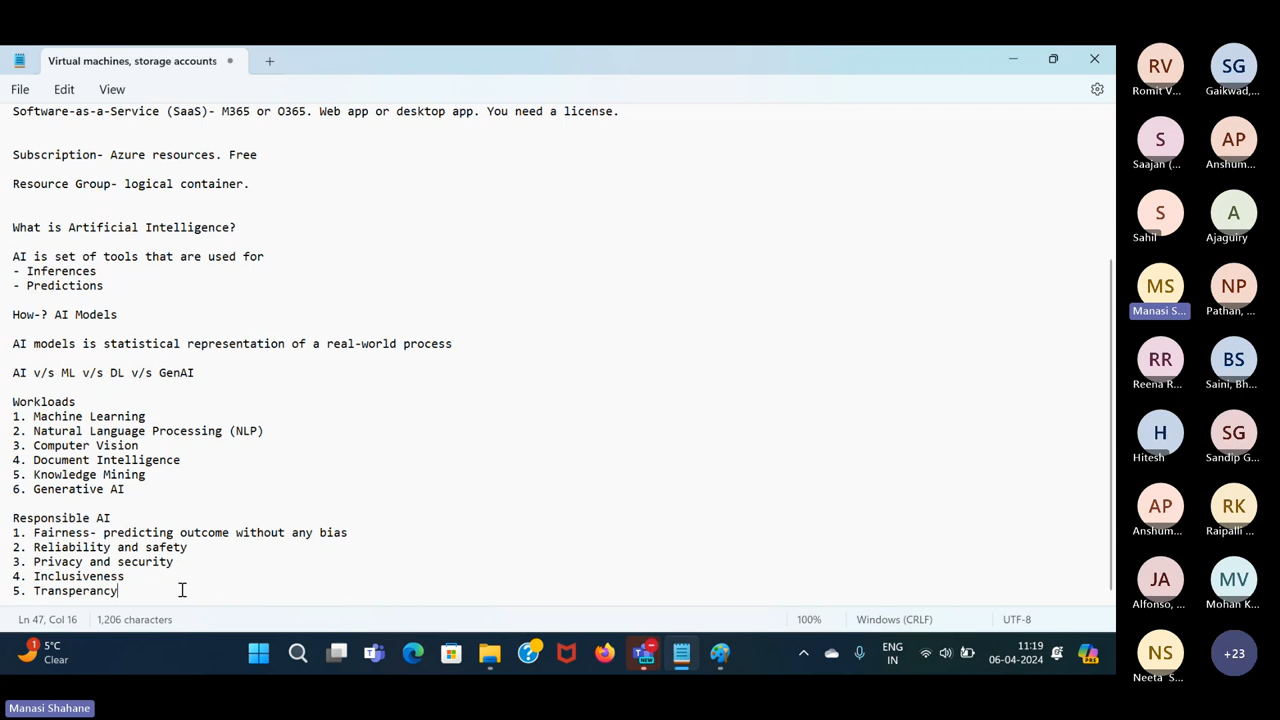 Virtual machines, storage accounts
File Edit View
Software-as-a-Service (SaaS)- M365 or O365. Web app or desktop app. You need a license.
Subscription- Azure resources. Free
Resource Group- logical container.
What is Artificial Intelligence?
AI is set of tools that are used for
- Inferences
- Predictions
How-? AI Models
AI models is statistical representation of a real-world process
AI v/s ML v/s DL v/s GenAI
Workloads
1. Machine Learning
2. Natural Language Processing (NLP)
3. Computer Vision
4. Document Intelligence
5. Knowledge Mining
6. Generative AI
Responsible AI
1. Fairness- predicting outcome without any bias
2. Reliability and safety
3. Privacy and security
4. Inclusiveness
5. Transperancy
Ln 47, Col 16 1,206 characters 100% Windows (CRLF) UTF-8
1
5°C
Clear
NEW
ENG
IN
11:19
06-04-2024
PRE
Manasi Shahane
RV SG
Romit V... Gaikwad,...
S AP
Saajan (... Anshum...
S A
Sahil Ajaguiry
MS NP
Manasi S... Pathan, ...
RR BS
Reena R... Saini, Bh...
H SG
Hitesh Sandip G...
AP RK
Anshum... Raipalli ...
JA MV
Alfonso, ... Mohan K...
NS +23
Neeta S...